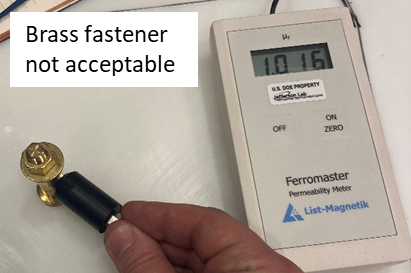 Brass fastener
not acceptable
μr
1.016
U.S. DOE PROPERTY
Jefferson Lab
OFF
ON
ZERO
Ferromaster
Permeability Meter
List-Magnetik